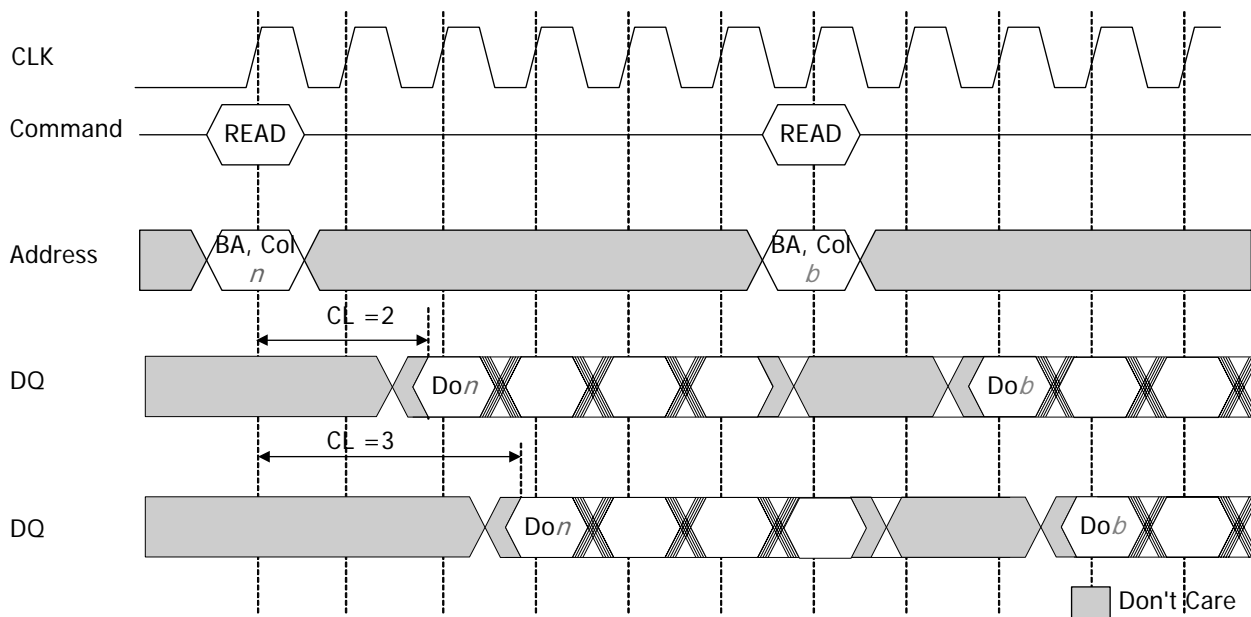 CLK
Command
READ
READ
Address
BA, Col
n
BA, Col
b
CL =2
DQ
Don
Dob
CL =3
DQ
Don
Dob
Don't Care